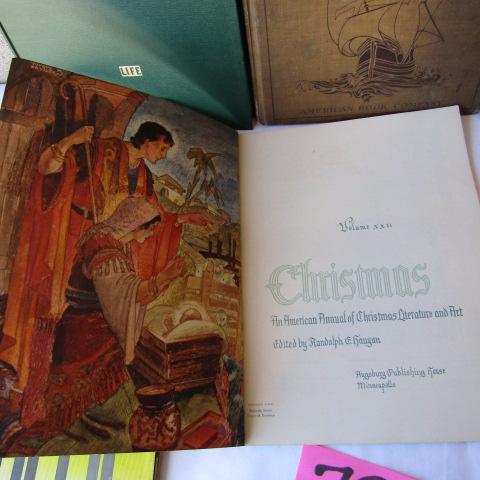 LIFE
AMERICAN BOOK COMPANY
Volume XXII
Christmas
An American Annual of Christmas Literature and Art
Edited by Randolph E. Haugan
Augsburg Publishing House
Minneapolis